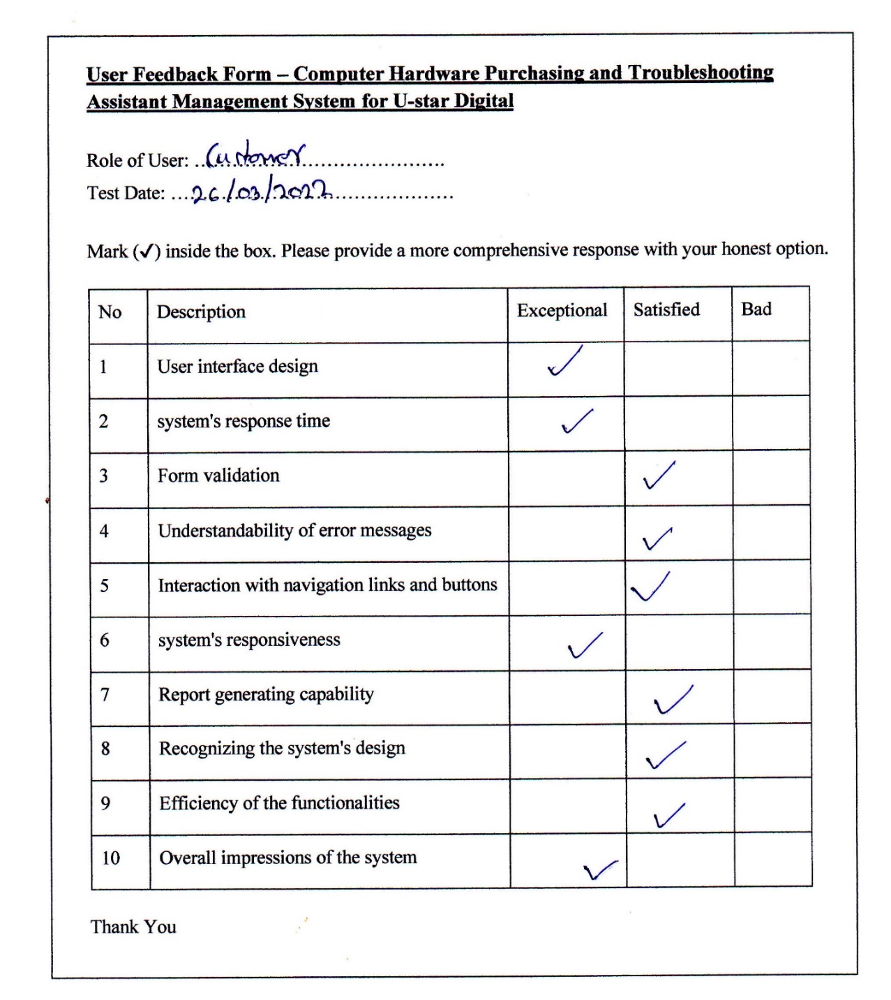 User Feedback Form – Computer Hardware Purchasing and Troubleshooting
Assistant Management System for U-star Digital
Role of User: ..Customer......................
Test Date: ...26/03/2022....................
Mark (✓) inside the box. Please provide a more comprehensive response with your honest option.
No Description Exceptional Satisfied Bad
1 User interface design ✓
2 system's response time ✓
3 Form validation ✓
4 Understandability of error messages ✓
5 Interaction with navigation links and buttons ✓
6 system's responsiveness ✓
7 Report generating capability ✓
8 Recognizing the system's design ✓
9 Efficiency of the functionalities ✓
10 Overall impressions of the system ✓
Thank You